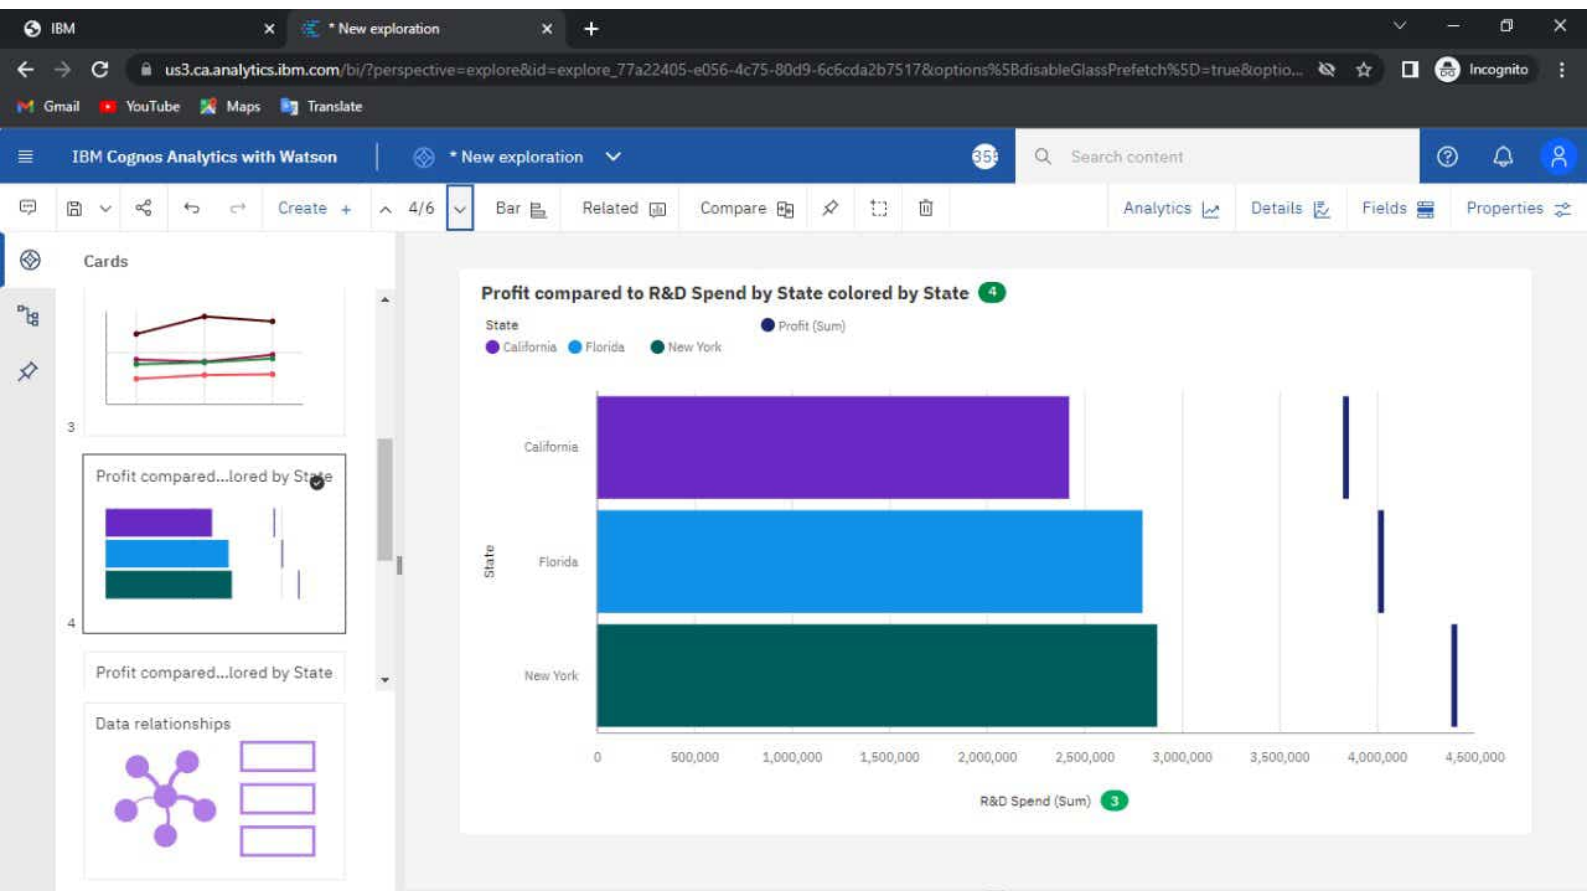 IBM
* New exploration
us3.ca.analytics.ibm.com/bi/?perspective=explore&id=explore_77a22405-e056-4c75-80d9-6c6cda2b7517&options%5BdisableGlassPrefetch%5D=true&optio...
Incognito
Gmail YouTube Maps Translate
IBM Cognos Analytics with Watson
* New exploration
Search content
Create + 4/6 Bar Related Compare Analytics Details Fields Properties
Cards
3
Profit compared...lored by State
4
Profit compared...lored by State
Data relationships
Profit compared to R&D Spend by State colored by State 4
State
Profit (Sum)
California Florida New York
California
Florida
New York
State
0 500,000 1,000,000 1,500,000 2,000,000 2,500,000 3,000,000 3,500,000 4,000,000 4,500,000
R&D Spend (Sum) 3